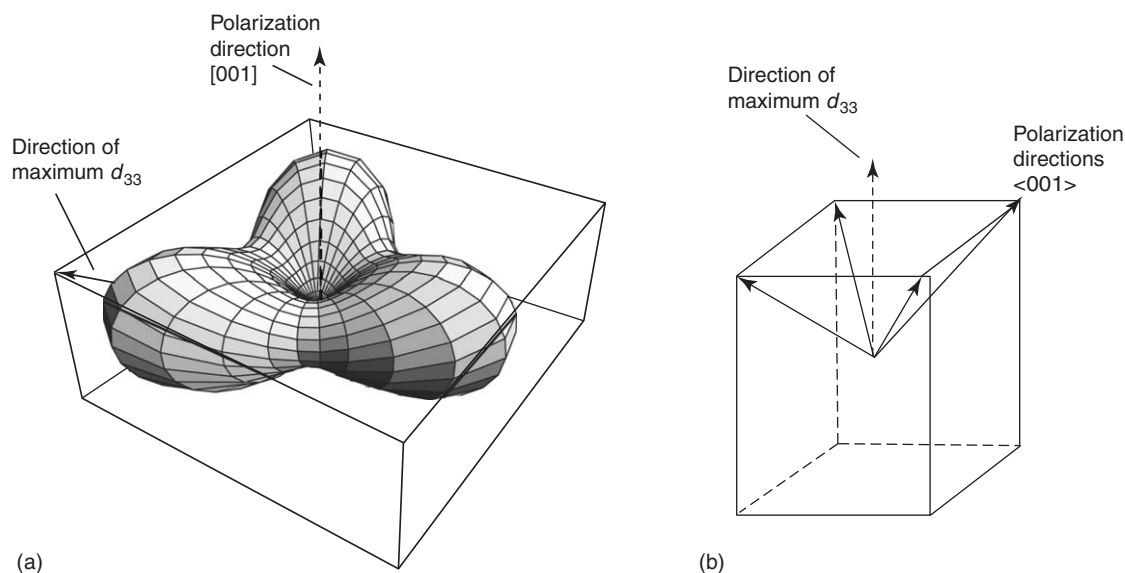 Polarization
direction
[001]
Direction of
maximum d33
(a)
Direction of
maximum d33
Polarization
directions
<001>
(b)